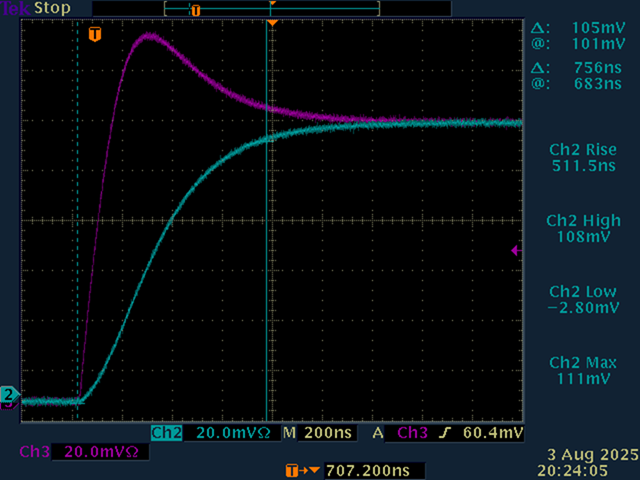 Tek Stop
T
T
Δ: 105mV
@: 101mV
Δ: 756ns
@: 683ns
Ch2 Rise
511.5ns
Ch2 High
108mV
Ch2 Low
−2.80mV
Ch2 Max
111mV
2
Ch2 20.0mVΩ M 200ns A Ch3 60.4mV
Ch3 20.0mVΩ
T 707.200ns
3 Aug 2025
20:24:05